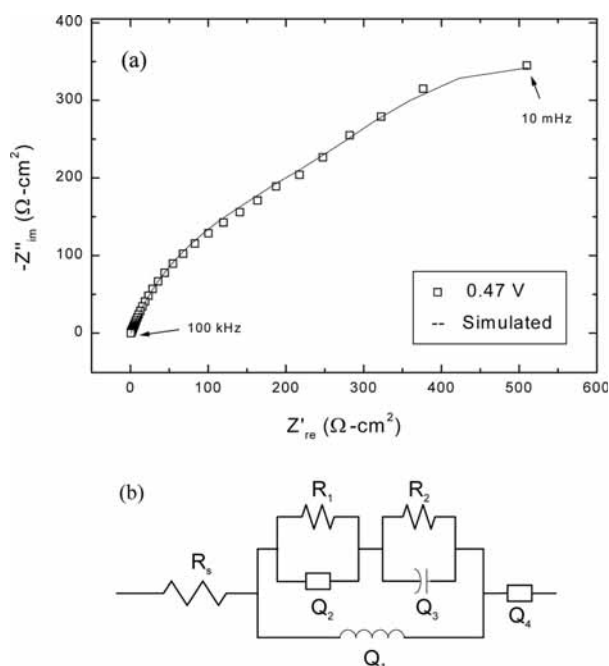 (a)
400
300
200
100
0
-Z″im (Ω-cm²)
10 mHz
100 kHz
0.47 V
Simulated
0 100 200 300 400 500 600
Z're (Ω-cm²)
(b)
R₁ R₂
Rs
Q₂ Q₃ Q₄